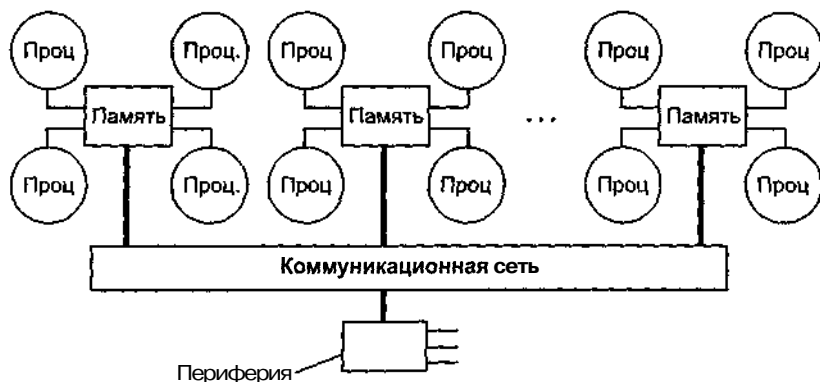 Проц Проц. Проц Проц Проц Проц
Память Память ... Память
Проц Проц. Проц Проц Проц Проц
Коммуникационная сеть
Периферия